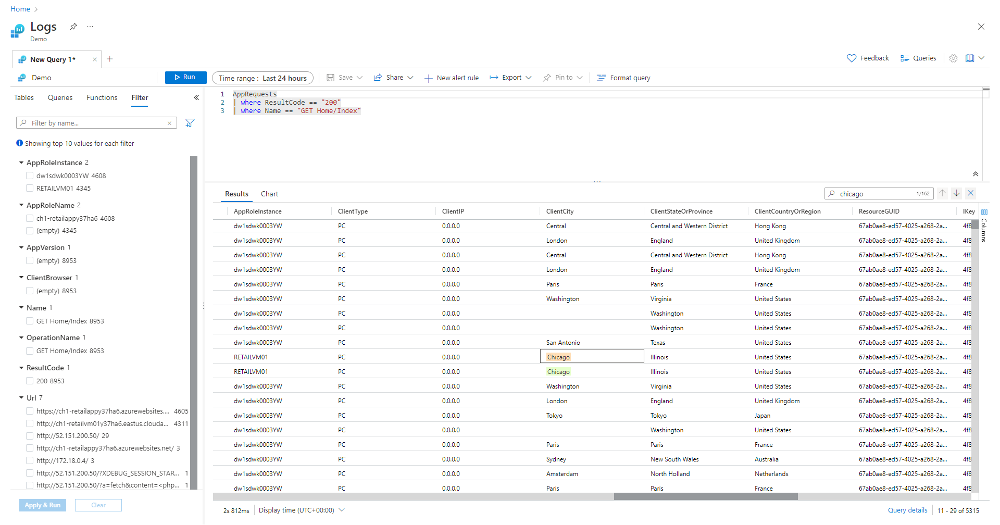 Home
Logs
Demo
New Query 1*
Feedback
Queries
Demo
Run
Time range : Last 24 hours
Save
Share
New alert rule
Export
Pin to
Format query
Tables
Queries
Functions
Filter
Filter by name...
Showing top 10 values for each filter
AppRoleInstance 2
dw1sdwk0003YW 4608
RETAILVM01 4345
AppRoleName 2
ch1-retailappy37ha6 4608
(empty) 4345
AppVersion 1
(empty) 8953
ClientBrowser 1
(empty) 8953
Name 1
GET Home/Index 8953
OperationName 1
GET Home/Index 8953
ResultCode 1
200 8953
Url 7
https://ch1-retailappy37ha6.azurewebsites.... 4605
http://ch1-retailvm01y37ha6.eastus.clouda... 4311
http://52.151.200.50/ 29
http://ch1-retailappy37ha6.azurewebsites.net/ 3
http://172.18.0.4/ 3
http://52.151.200.50/?XDEBUG_SESSION_STAR... 1
http://52.151.200.50/?a=fetch&content=<php... 1
Apply & Run
Clear
1 AppRequests
2 | where ResultCode == "200"
3 | where Name == "GET Home/Index"
Results
Chart
chicago 1/162
AppRoleInstance ClientType ClientIP ClientCity ClientStateOrProvince ClientCountryOrRegion ResourceGUID IKey
dw1sdwk0003YW PC 0.0.0.0 Central Central and Western District Hong Kong 67ab0ae8-ed57-4025-a268-2a... 4f8
dw1sdwk0003YW PC 0.0.0.0 London England United Kingdom 67ab0ae8-ed57-4025-a268-2a... 4f8
dw1sdwk0003YW PC 0.0.0.0 Central Central and Western District Hong Kong 67ab0ae8-ed57-4025-a268-2a... 4f8
dw1sdwk0003YW PC 0.0.0.0 London England United Kingdom 67ab0ae8-ed57-4025-a268-2a... 4f8
dw1sdwk0003YW PC 0.0.0.0 Paris Paris France 67ab0ae8-ed57-4025-a268-2a... 4f8
dw1sdwk0003YW PC 0.0.0.0 Washington Virginia United States 67ab0ae8-ed57-4025-a268-2a... 4f8
dw1sdwk0003YW PC 0.0.0.0 Washington United States 67ab0ae8-ed57-4025-a268-2a... 4f8
dw1sdwk0003YW PC 0.0.0.0 Washington United States 67ab0ae8-ed57-4025-a268-2a... 4f8
dw1sdwk0003YW PC 0.0.0.0 San Antonio Texas United States 67ab0ae8-ed57-4025-a268-2a... 4f8
RETAILVM01 PC 0.0.0.0 Chicago Illinois United States 67ab0ae8-ed57-4025-a268-2a... 4f8
RETAILVM01 PC 0.0.0.0 Chicago Illinois United States 67ab0ae8-ed57-4025-a268-2a... 4f8
dw1sdwk0003YW PC 0.0.0.0 Washington Virginia United States 67ab0ae8-ed57-4025-a268-2a... 4f8
dw1sdwk0003YW PC 0.0.0.0 London England United Kingdom 67ab0ae8-ed57-4025-a268-2a... 4f8
dw1sdwk0003YW PC 0.0.0.0 Tokyo Tokyo Japan 67ab0ae8-ed57-4025-a268-2a... 4f8
dw1sdwk0003YW PC 0.0.0.0 Washington United States 67ab0ae8-ed57-4025-a268-2a... 4f8
dw1sdwk0003YW PC 0.0.0.0 Paris Paris France 67ab0ae8-ed57-4025-a268-2a... 4f8
dw1sdwk0003YW PC 0.0.0.0 Sydney New South Wales Australia 67ab0ae8-ed57-4025-a268-2a... 4f8
dw1sdwk0003YW PC 0.0.0.0 Amsterdam North Holland Netherlands 67ab0ae8-ed57-4025-a268-2a... 4f8
dw1sdwk0003YW PC 0.0.0.0 Paris Paris France 67ab0ae8-ed57-4025-a268-2a... 4f8
Columns
2s 812ms
Display time (UTC+00:00)
Query details
11 - 29 of 5315